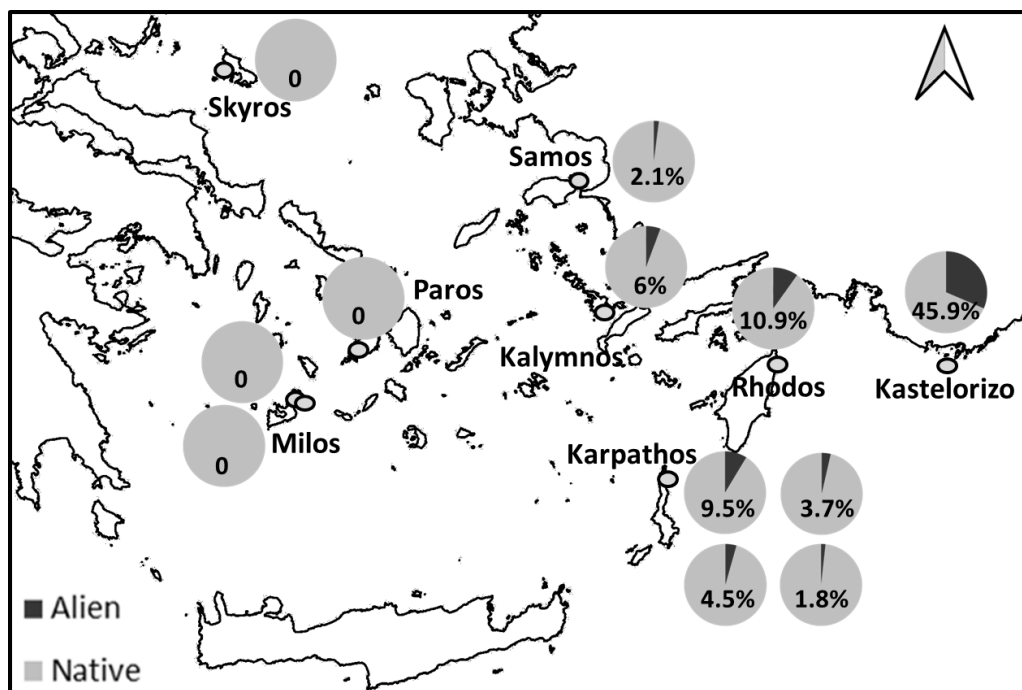 0
Skyros
Samos
2.1%
Paros
0
6%
Kalymnos
10.9%
Rhodos
45.9%
Kastelorizo
0
0
Milos
Karpathos
9.5%
3.7%
4.5%
1.8%
Alien
Native